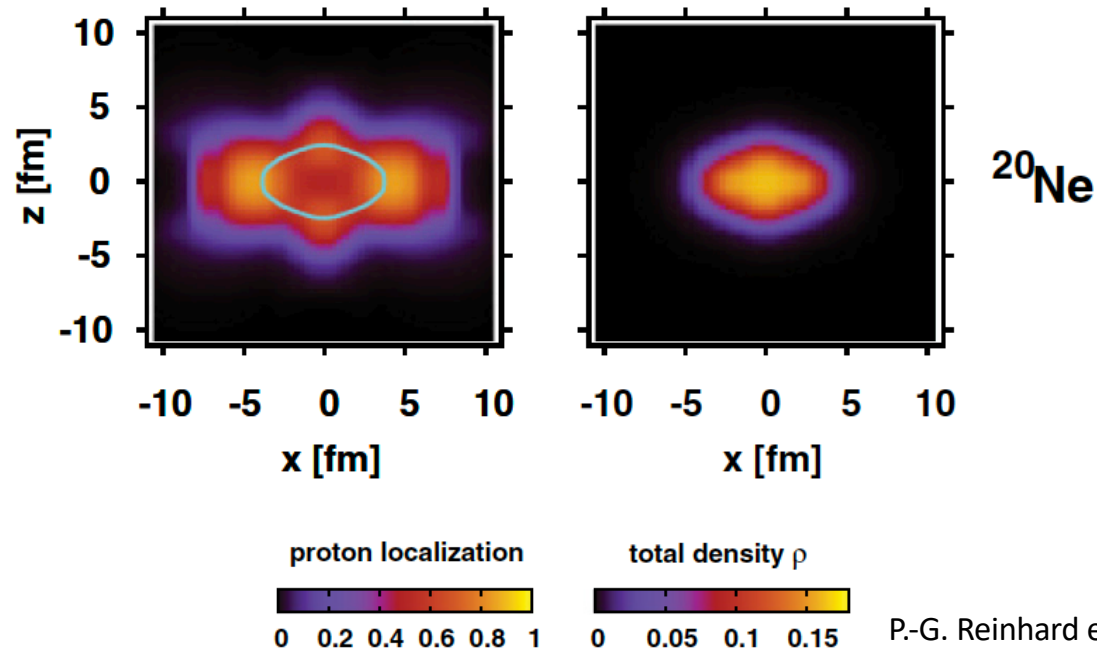 10
5
0
-5
-10
z [fm]
-10 -5 0 5 10
x [fm]
-10 -5 0 5 10
x [fm]
20Ne
proton localization
0 0.2 0.4 0.6 0.8 1
total density ρ
0 0.05 0.1 0.15
P.-G. Reinhard